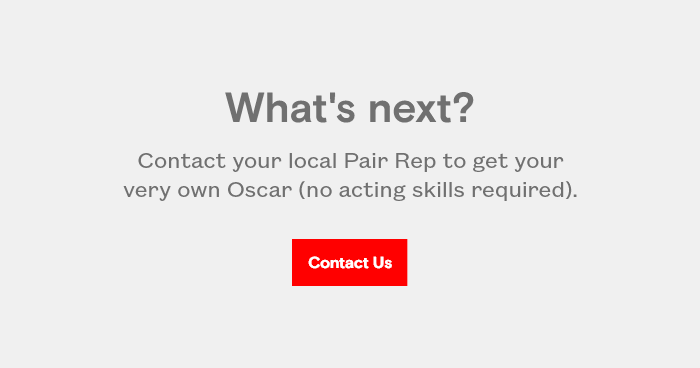 What's next?
Contact your local Pair Rep to get your
very own Oscar (no acting skills required).
Contact Us